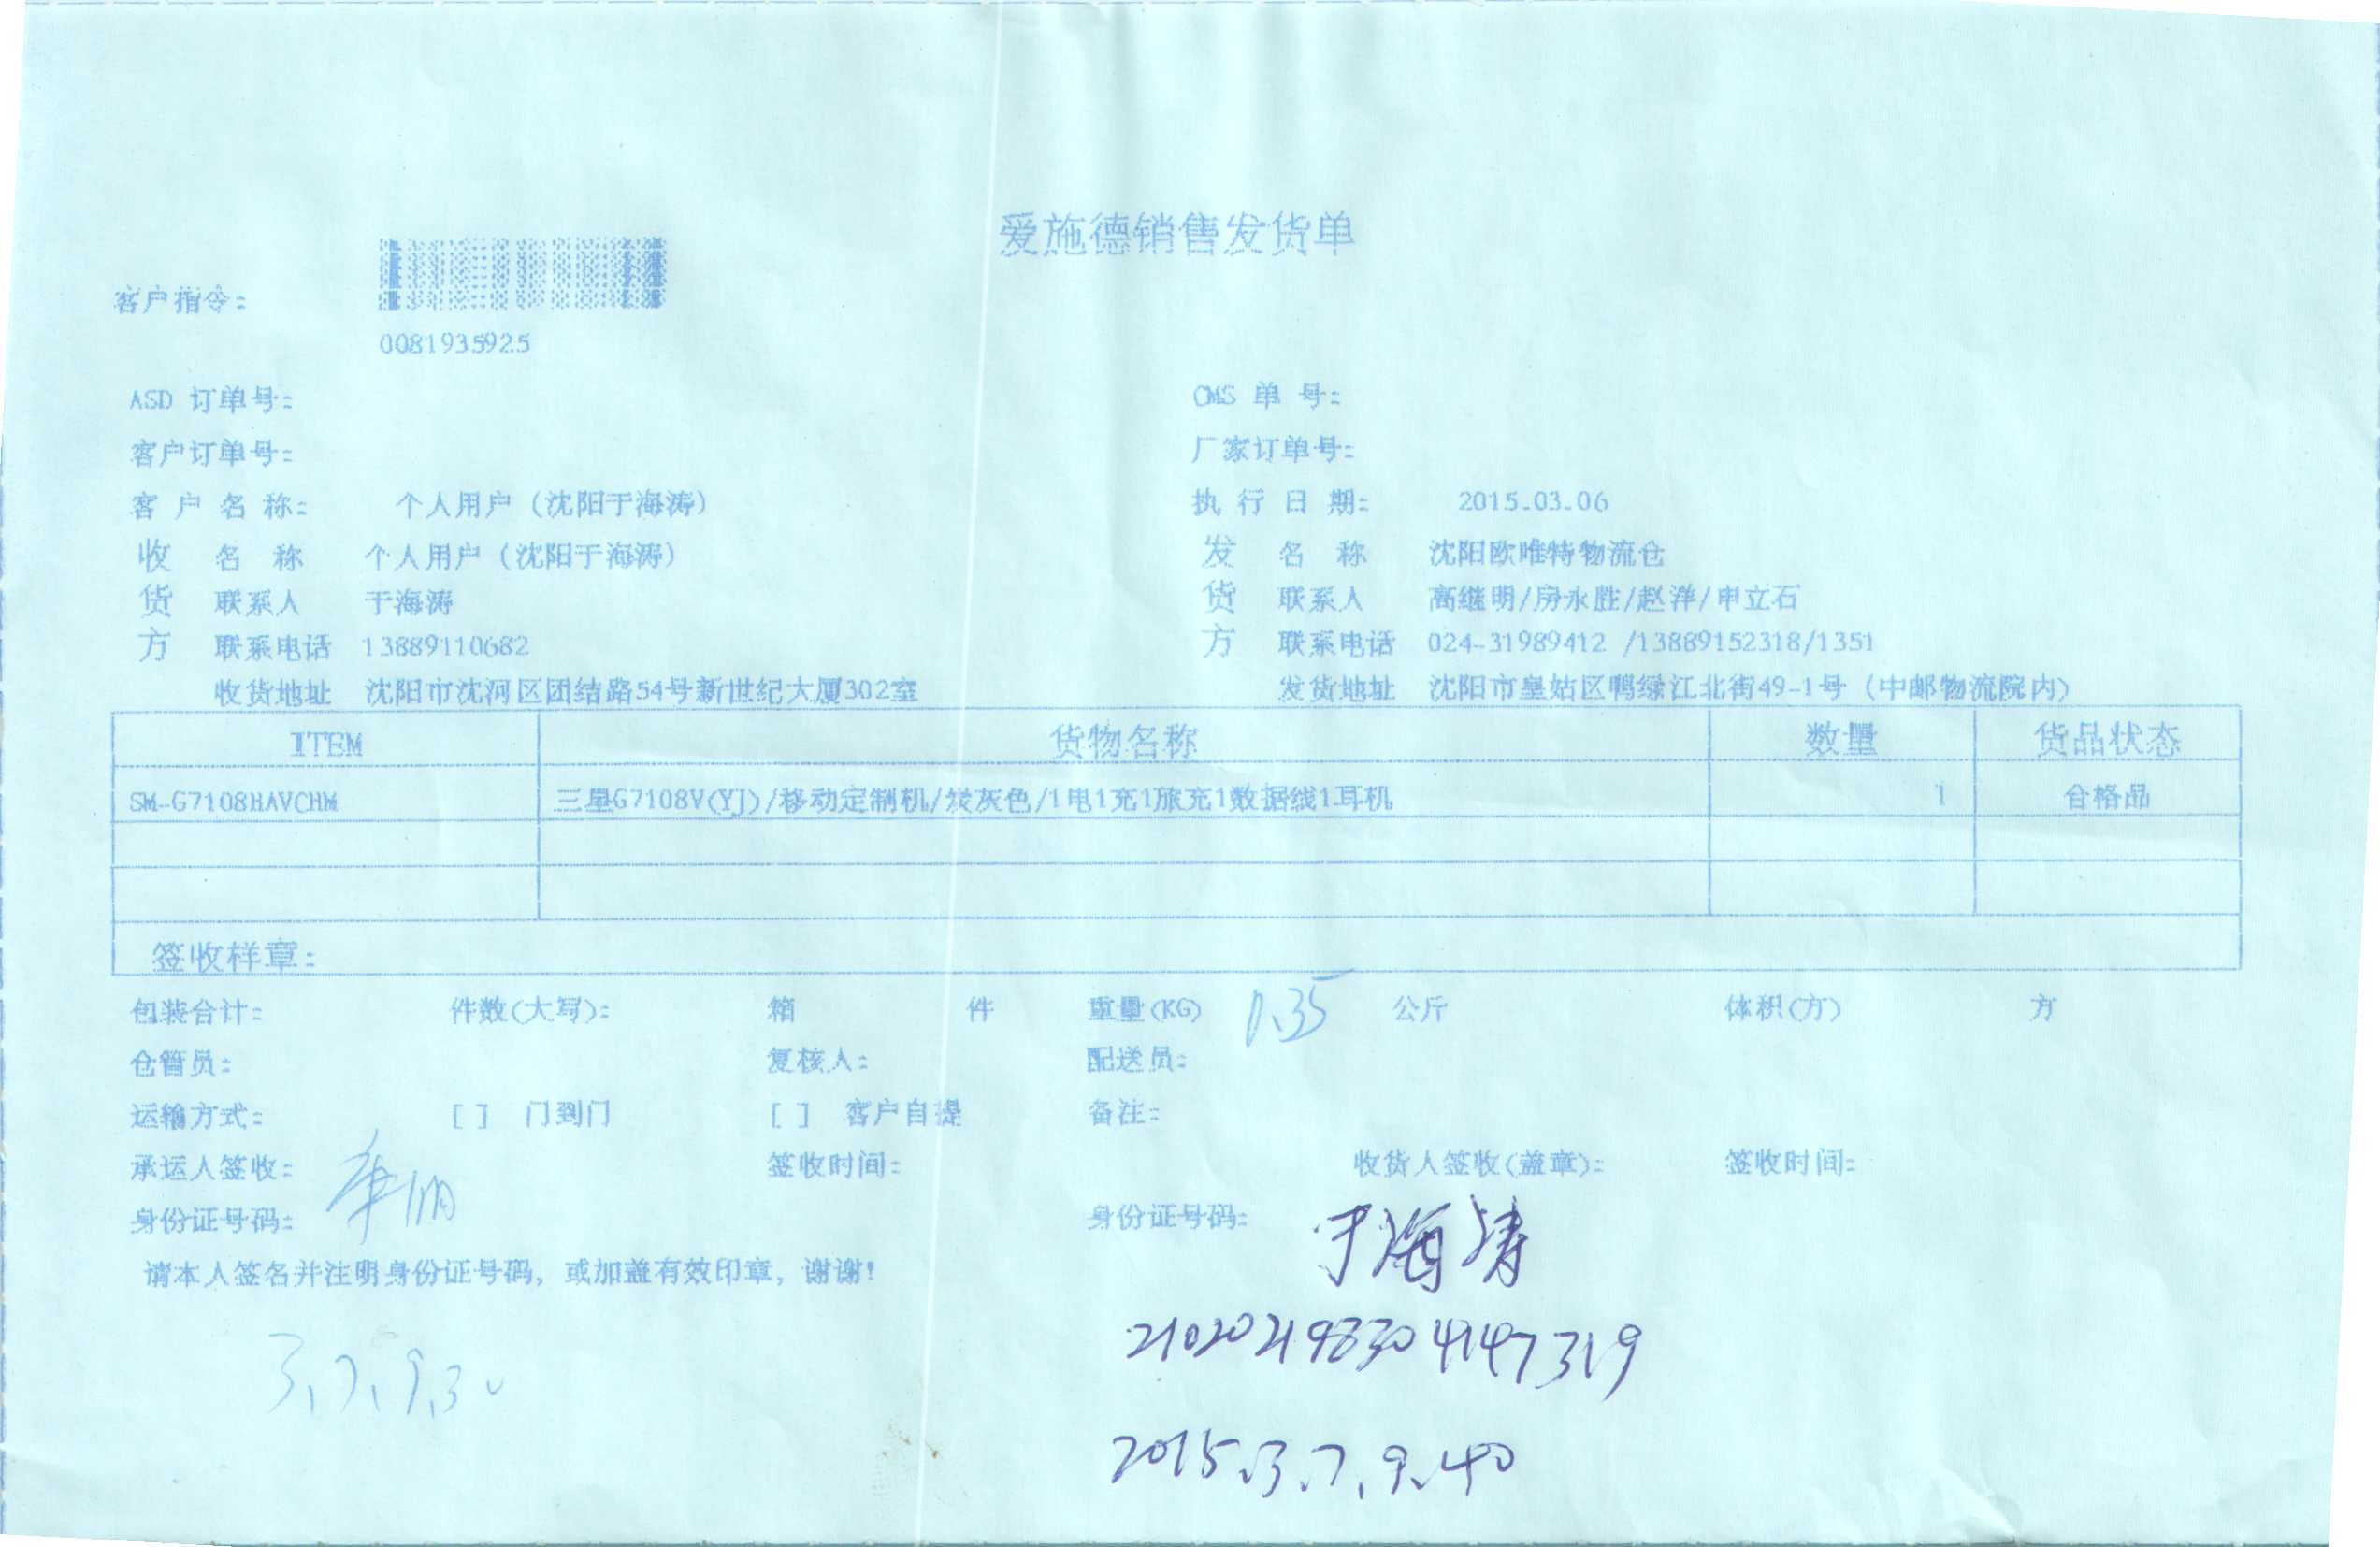 爱施德销售发货单
客户指令:
0081935925
ASD 订单号: OMS 单 号:
客户订单号: 厂家订单号:
客 户 名 称: 个人用户（沈阳于海涛） 执 行 日 期: 2015.03.06
收 名 称 个人用户（沈阳于海涛） 发 名 称 沈阳欧唯特物流仓
货 联系人 于海涛 货 联系人 高继明/房永胜/赵洋/申立石
方 联系电话 13889110682 方 联系电话 024-31989412 /13889152318/1351
收货地址 沈阳市沈河区团结路54号新世纪大厦302室 发货地址 沈阳市皇姑区鸭绿江北街49-1号（中邮物流院内）
ITEM 货物名称 数量 货品状态
SM-G7108HAVCHM 三星G7108V(YJ)/移动定制机/炭灰色/1电1充1旅充1数据线1耳机 1 合格品
签收样章:
包装合计: 件数(大写): 箱 件 重量(KG) 0.35 公斤 体积(方) 方
仓管员: 复核人: 配送员:
运输方式: [ ] 门到门 [ ] 客户自提 备注:
承运人签收: 签收时间: 收货人签收(盖章): 签收时间:
身份证号码: 身份证号码: 于海涛
请本人签名并注明身份证号码，或加盖有效印章，谢谢!
210202198304147319
3.7.9.30
2015.3.7.9.40